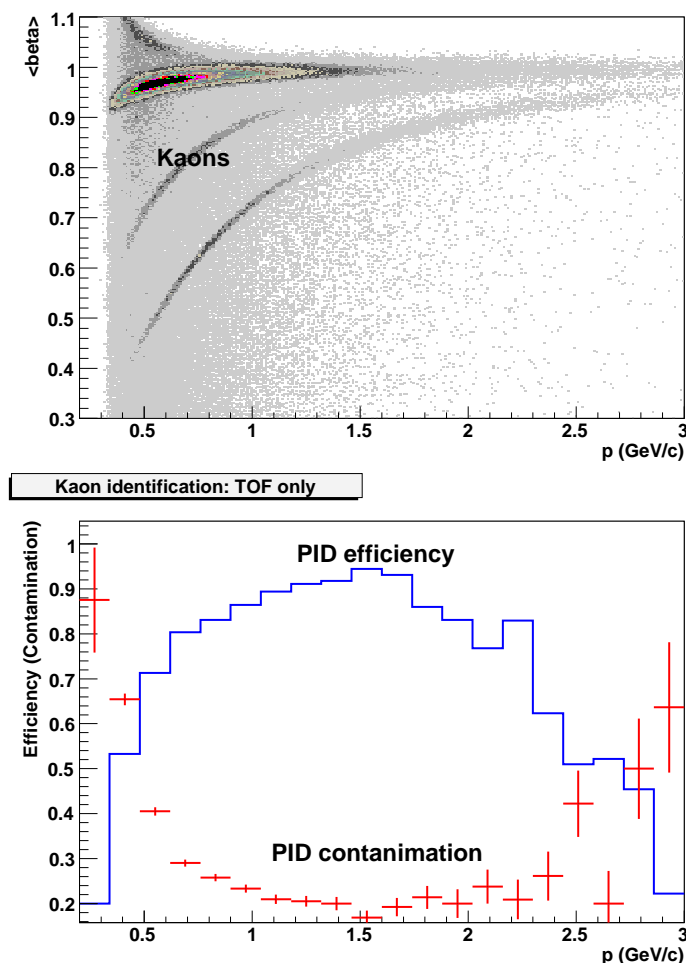 <beta>
1.1
1
0.9
0.8
0.7
0.6
0.5
0.4
0.3
Kaons
0.5 1 1.5 2 2.5 3
p (GeV/c)
Kaon identification: TOF only
Efficiency (Contamination)
1
0.9
0.8
0.7
0.6
0.5
0.4
0.3
0.2
PID efficiency
PID contanimation
0.5 1 1.5 2 2.5 3
p (GeV/c)